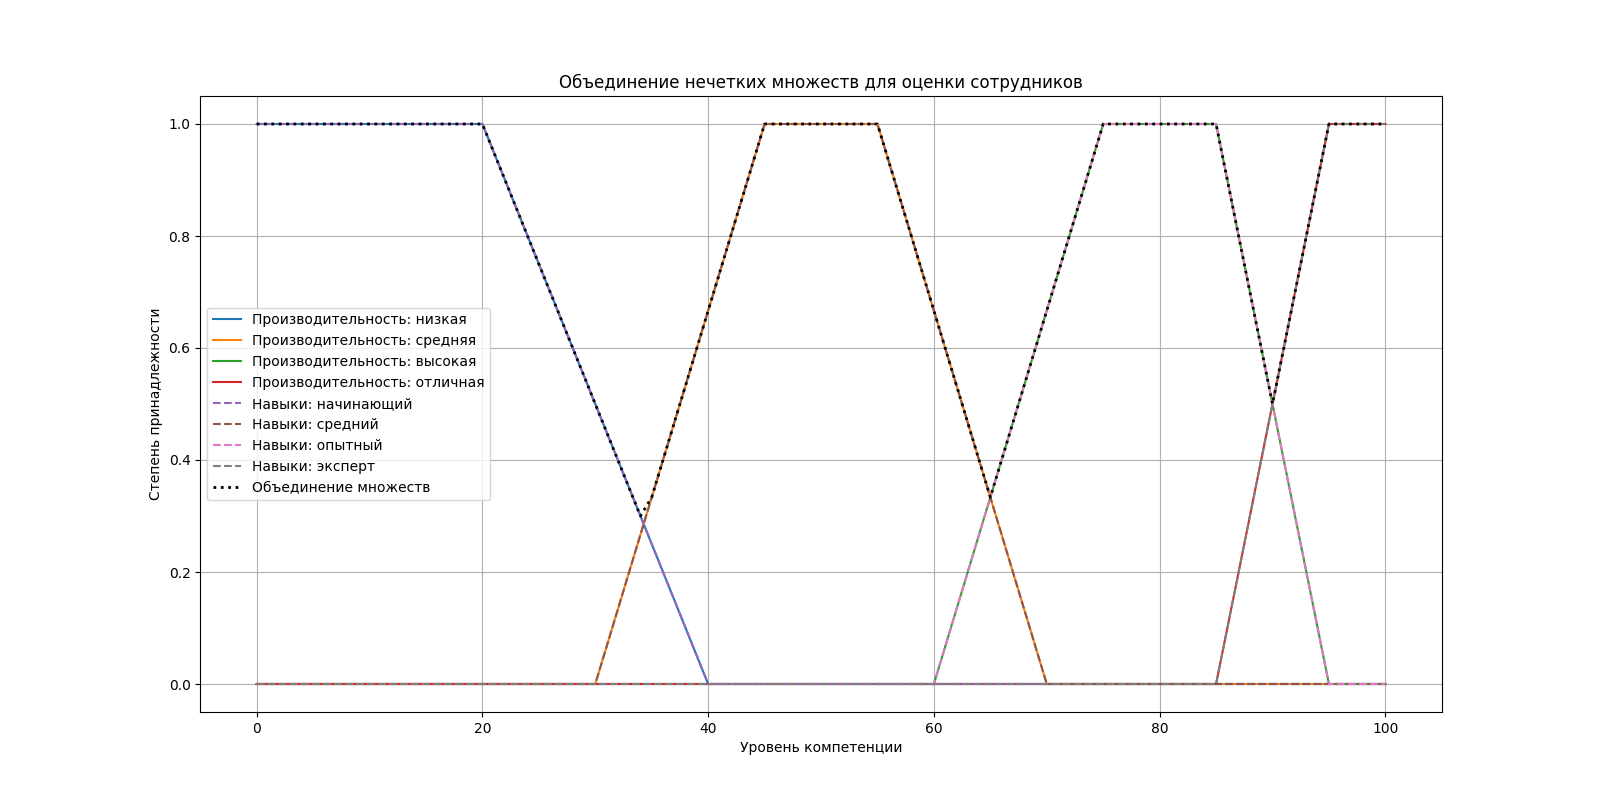 Объединение нечетких множеств для оценки сотрудников
1.0
0.8
0.6
0.4
0.2
0.0
Степень принадлежности
Производительность: низкая
Производительность: средняя
Производительность: высокая
Производительность: отличная
Навыки: начинающий
Навыки: средний
Навыки: опытный
Навыки: эксперт
Объединение множеств
0 20 40 60 80 100
Уровень компетенции